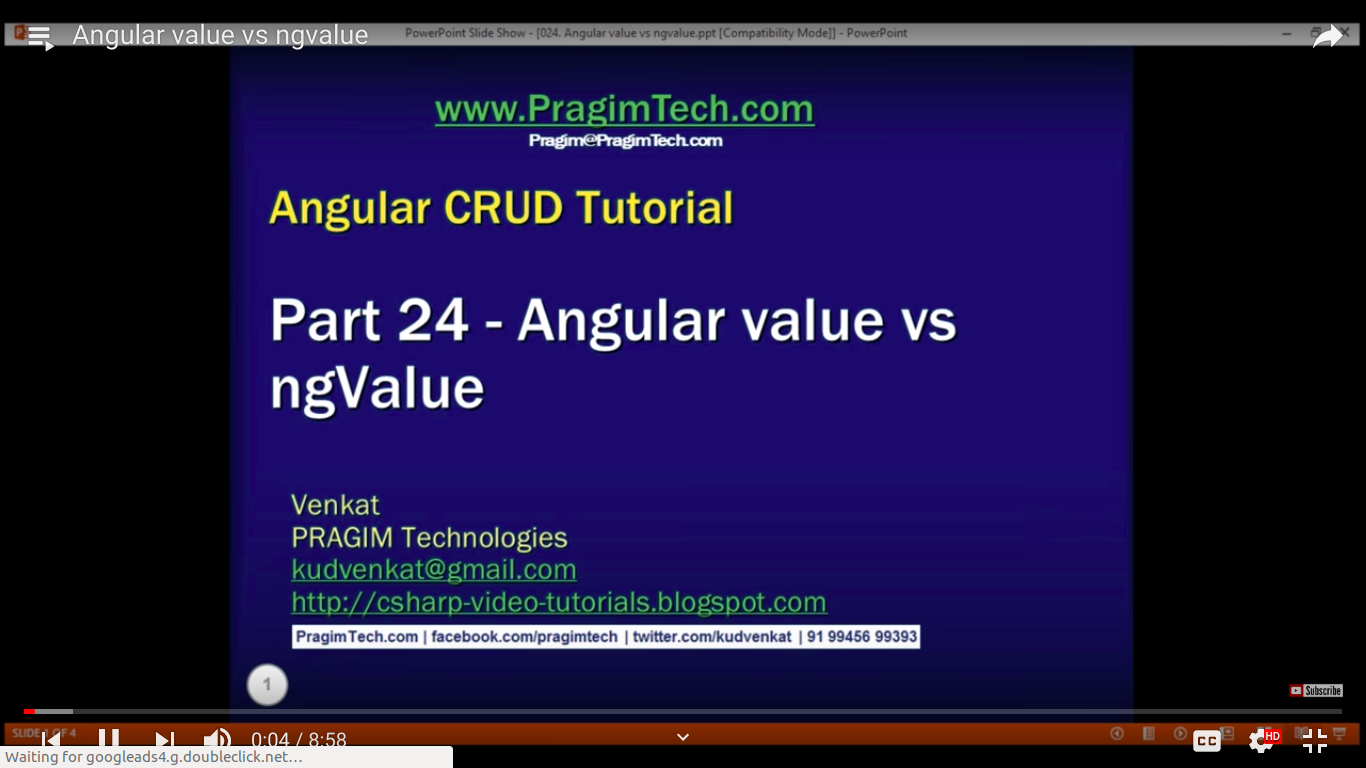 Angular value vs ngvalue
PowerPoint Slide Show - [024. Angular value vs ngvalue.ppt [Compatibility Mode]] - PowerPoint
www.PragimTech.com
Pragim@PragimTech.com
Angular CRUD Tutorial
Part 24 - Angular value vs
ngValue
Venkat
PRAGIM Technologies
kudvenkat@gmail.com
http://csharp-video-tutorials.blogspot.com
PragimTech.com | facebook.com/pragimtech | twitter.com/kudvenkat | 91 99456 99393
1
Subscribe
SLIDE 1 OF 4
0:04 / 8:58
CC
HD
Waiting for googleads4.g.doubleclick.net...